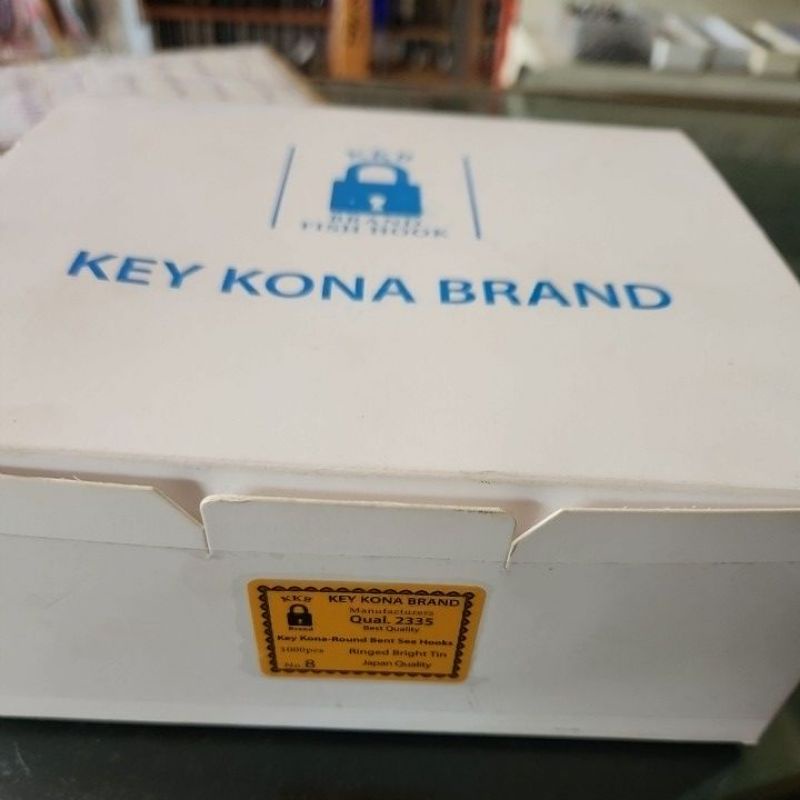 KKB
BRAND
FISH HOOK
KEY KONA BRAND
KKB
Brand
KEY KONA BRAND
Manufacturers
Qual. 2335
Best Quality
Key Kona-Round Bent Sea Hooks
1000pcs Ringed Bright Tin
No 8 Japan Quality